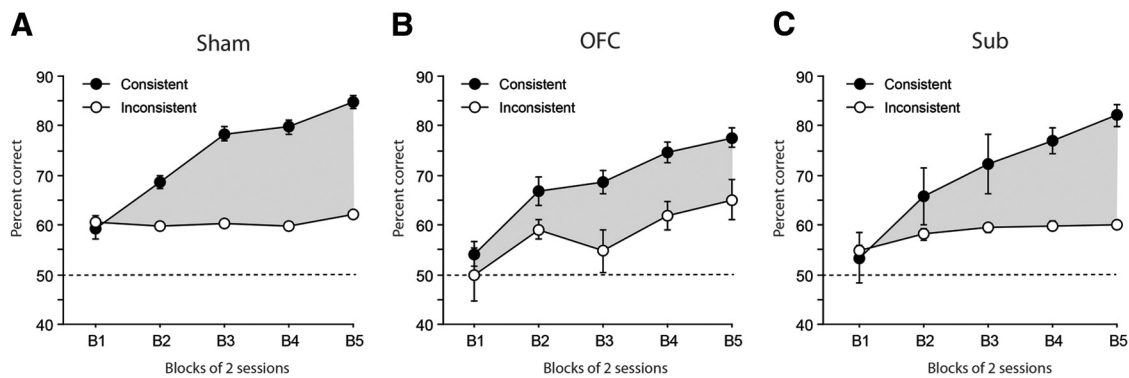 A
Sham
Consistent
Inconsistent
Percent correct
90
80
70
60
50
40
B1 B2 B3 B4 B5
Blocks of 2 sessions
B
OFC
Consistent
Inconsistent
Percent correct
90
80
70
60
50
40
B1 B2 B3 B4 B5
Blocks of 2 sessions
C
Sub
Consistent
Inconsistent
Percent correct
90
80
70
60
50
40
B1 B2 B3 B4 B5
Blocks of 2 sessions